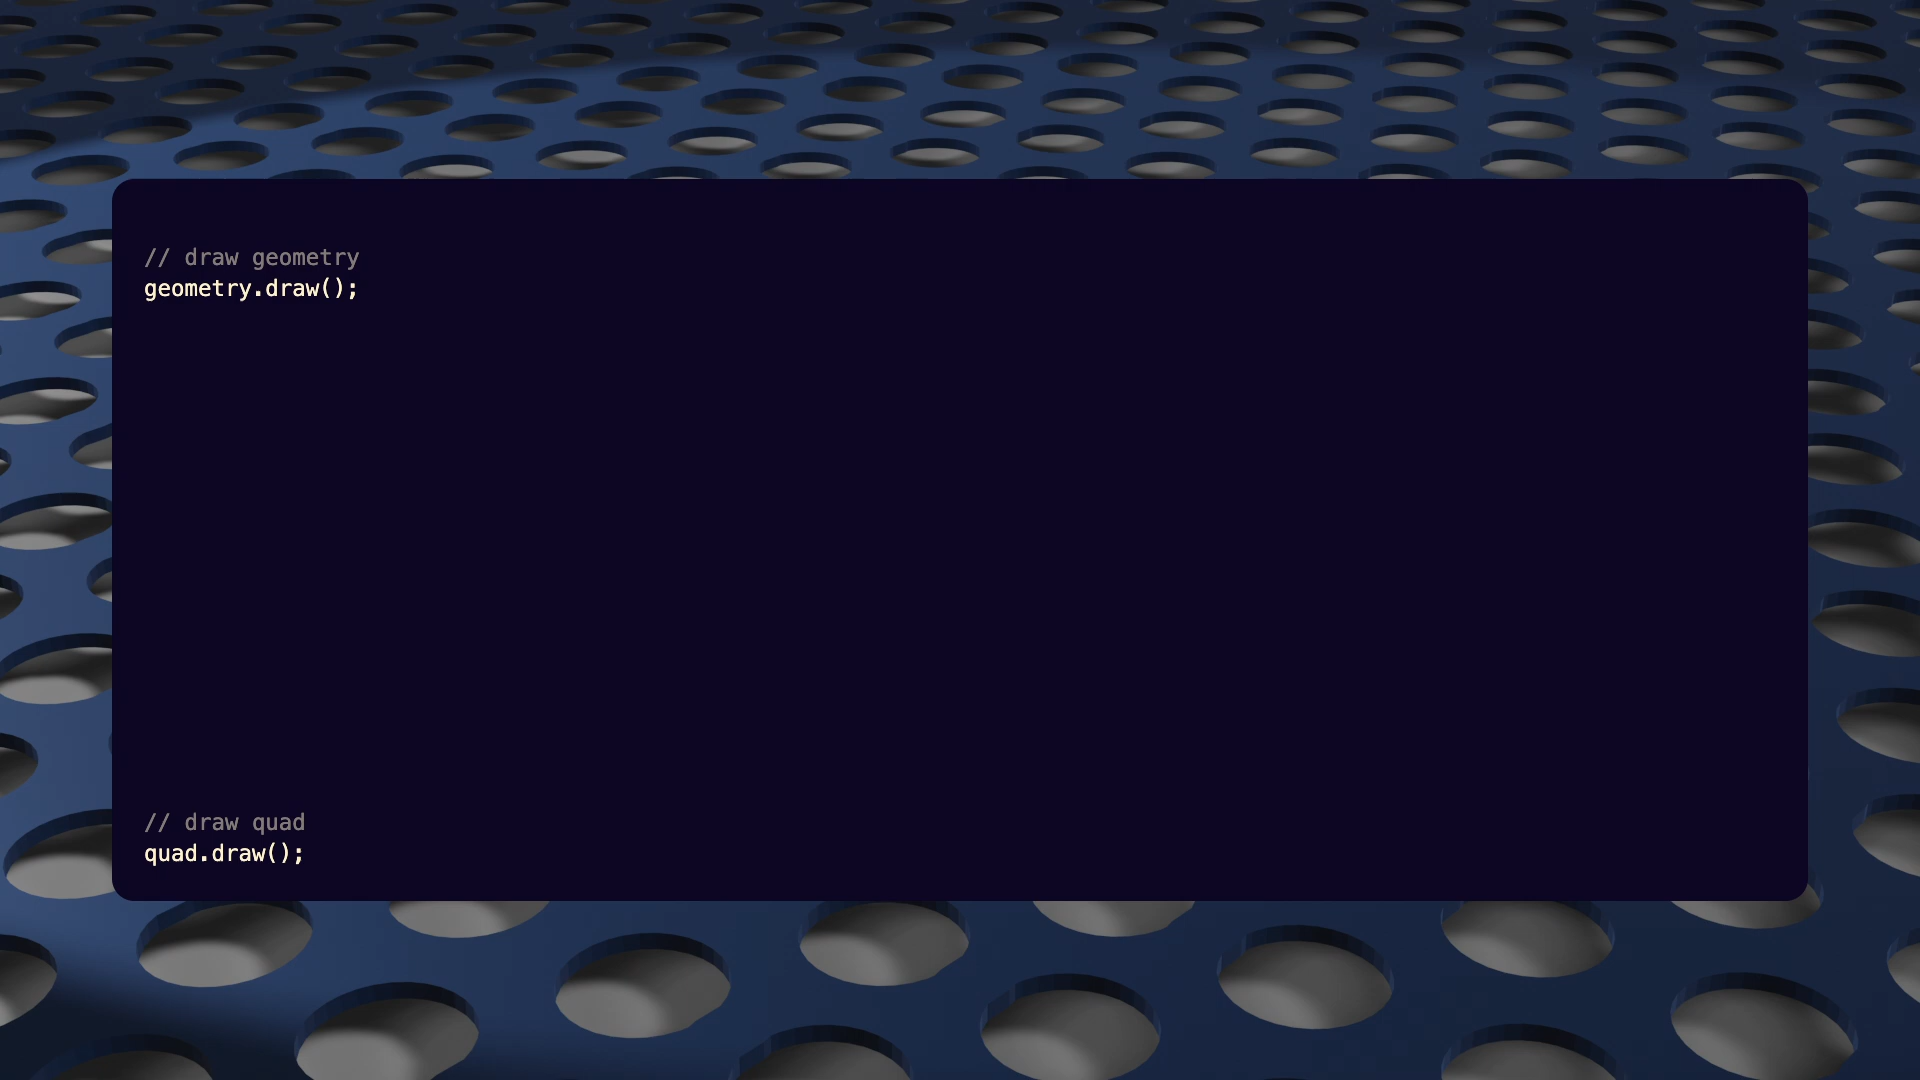 // draw geometry
geometry.draw();
// draw quad
quad.draw();